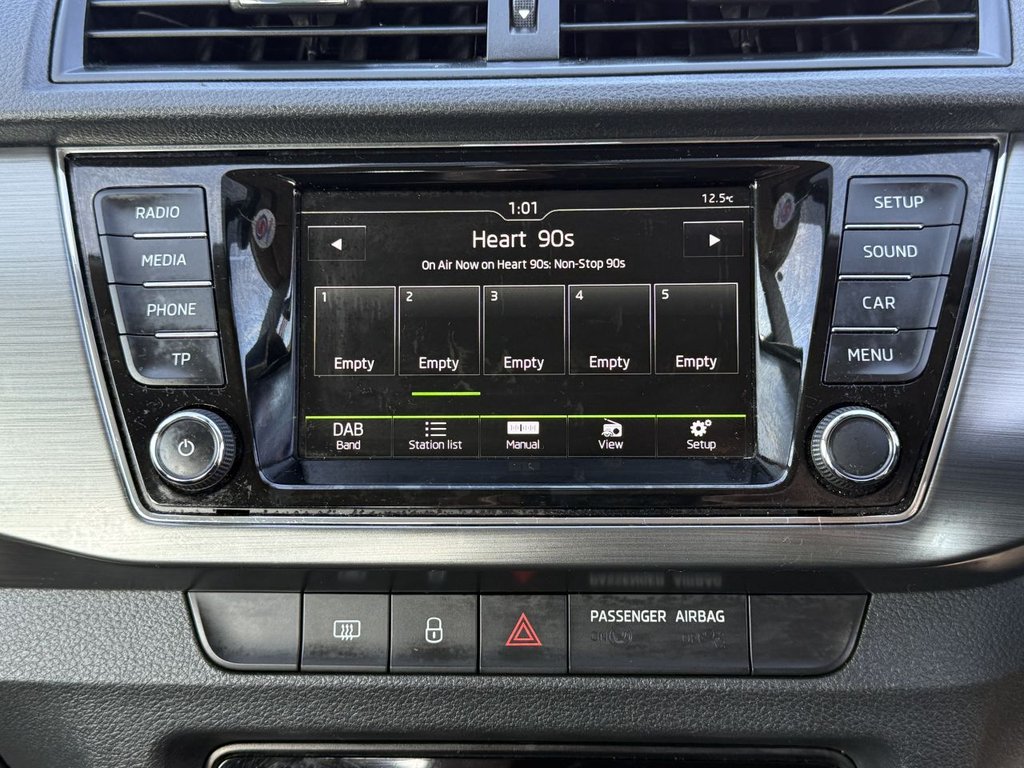 1:01
12.5°C
Heart 90s
On Air Now on Heart 90s: Non-Stop 90s
1 2 3 4 5
Empty Empty Empty Empty Empty
DAB
Band Station list Manual View Setup
RADIO
MEDIA
PHONE
TP
SETUP
SOUND
CAR
MENU
PASSENGER AIRBAG
ON OFF